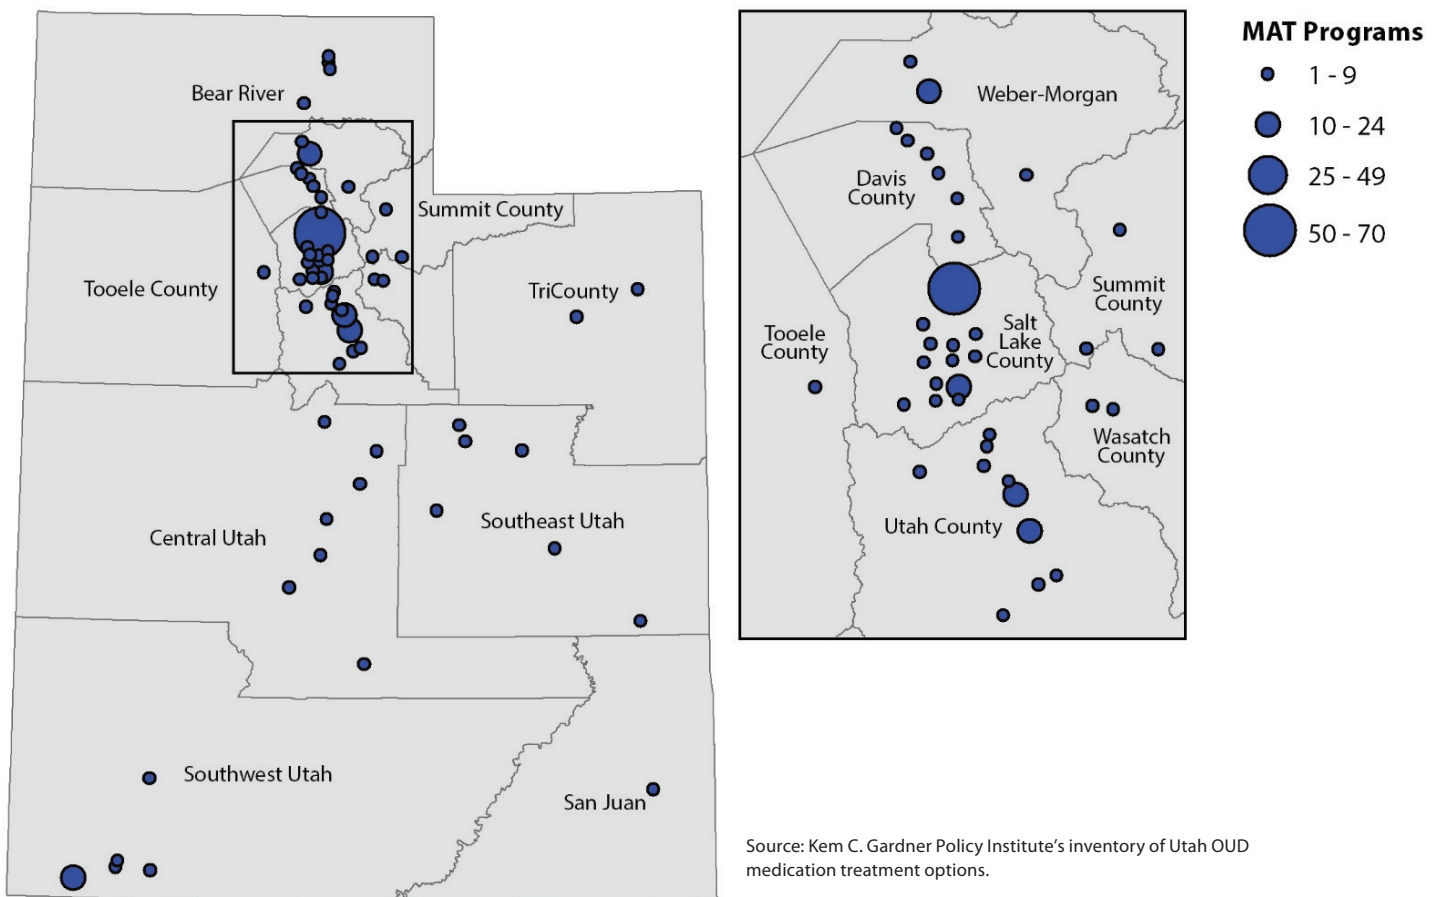 Bear River
Summit County
Tooele County
TriCounty
Central Utah
Southeast Utah
Southwest Utah
San Juan
Weber-Morgan
Davis
County
Summit
County
Salt
Lake
County
Tooele
County
Wasatch
County
Utah County
MAT Programs
1 - 9
10 - 24
25 - 49
50 - 70
Source: Kem C. Gardner Policy Institute’s inventory of Utah OUD
medication treatment options.